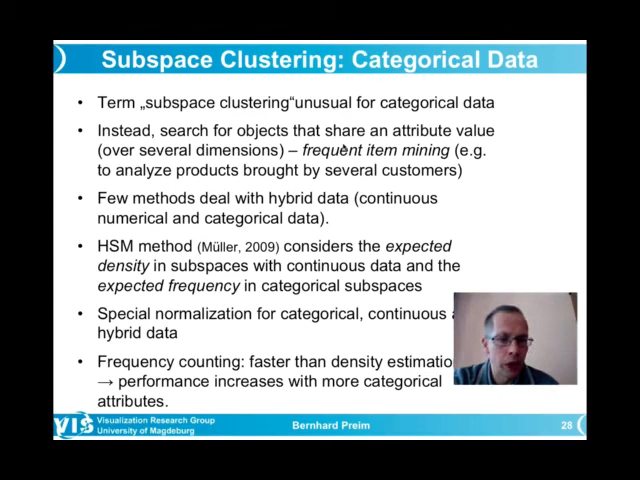 Subspace Clustering: Categorical Data
• Term „subspace clustering“unusual for categorical data
• Instead, search for objects that share an attribute value
(over several dimensions) – frequent item mining (e.g.
to analyze products brought by several customers)
• Few methods deal with hybrid data (continuous
numerical and categorical data).
• HSM method (Müller, 2009) considers the expected
density in subspaces with continuous data and the
expected frequency in categorical subspaces
• Special normalization for categorical, continuous
hybrid data
• Frequency counting: faster than density
→ performance increases with more categorical
attributes.
VIS
Visualization Research Group
University of Magdeburg
Bernhard Preim
28